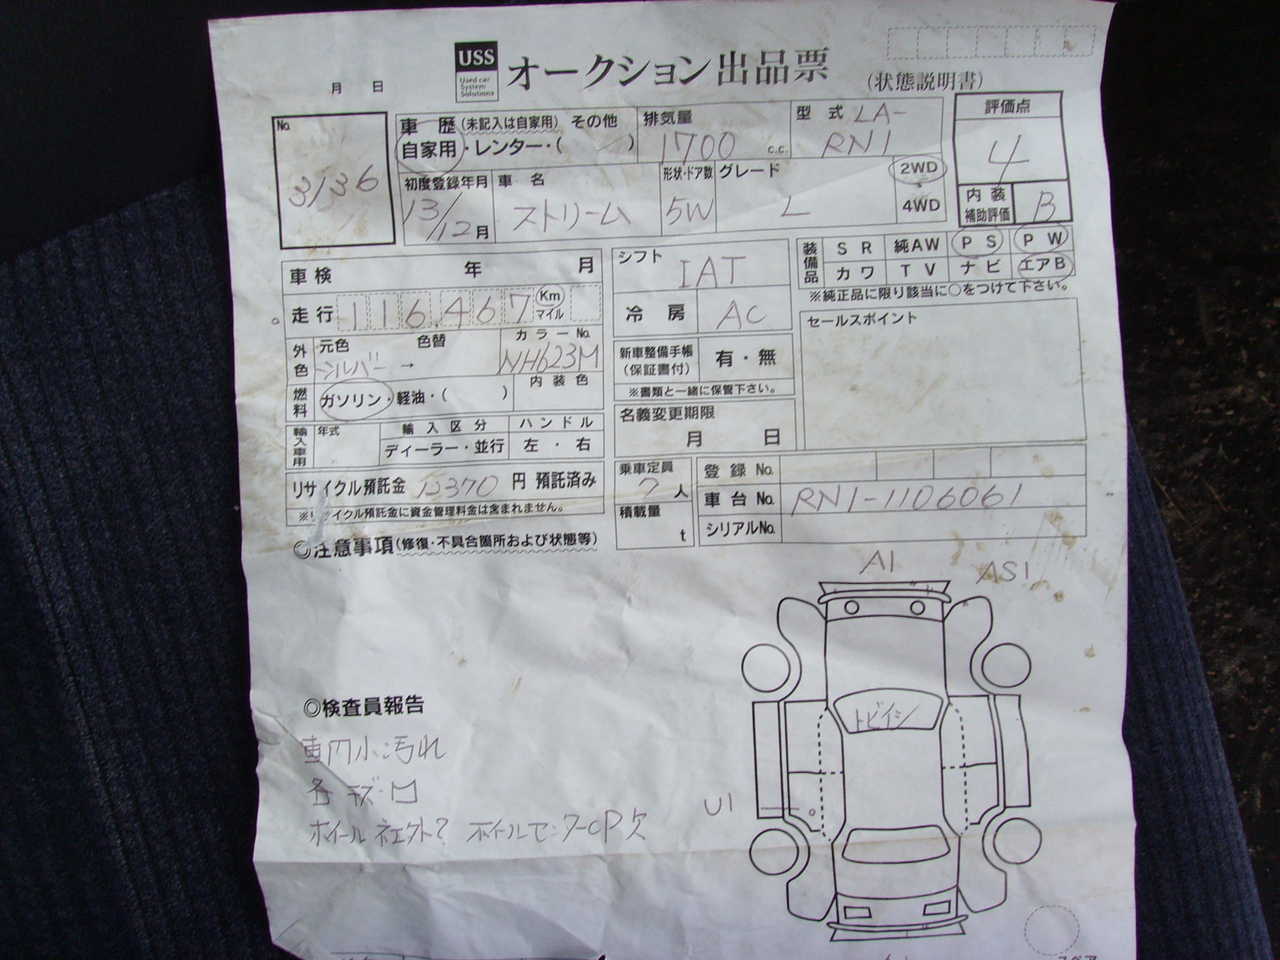 USS
Used car
System
Solutions
オークション出品票
(状態説明書)
月 日
No.
3136
車歴 (未記入は自家用) その他
自家用・レンター・( )
排気量
1700 c.c.
型式 LA-
RN1
評価点
4
内装
補助評価
B
初度登録年月
13/12月
車名
ストリーム
形状・ドア数
5W
グレード
L
2WD
4WD
車検 年 月
走行 116,467 Km
マイル
外色
元色 色替
シルバー →
カラーNo.
NH623M
燃料
ガソリン・軽油・( )
内装色
輸入車用
年式
輸入区分
ディーラー・並行
ハンドル
左・右
リサイクル預託金 12370 円 預託済み
※リサイクル預託金に資金管理料金は含まれません。
シフト
IAT
冷房 AC
新車整備手帳
(保証書付)
有・無
※書類と一緒に保管下さい。
名義変更期限
月 日
装備品
SR 純AW PS PW
カワ TV ナビ エアB
※純正品に限り該当に○をつけて下さい。
セールスポイント
乗車定員
7人
積載量
t
登録No.
車台No. RN1-1106061
シリアルNo.
◎注意事項(修復・不具合箇所および状態等)
A1
AS1
トビイシ
U1
◎検査員報告
車内小汚れ
各キズ・凹